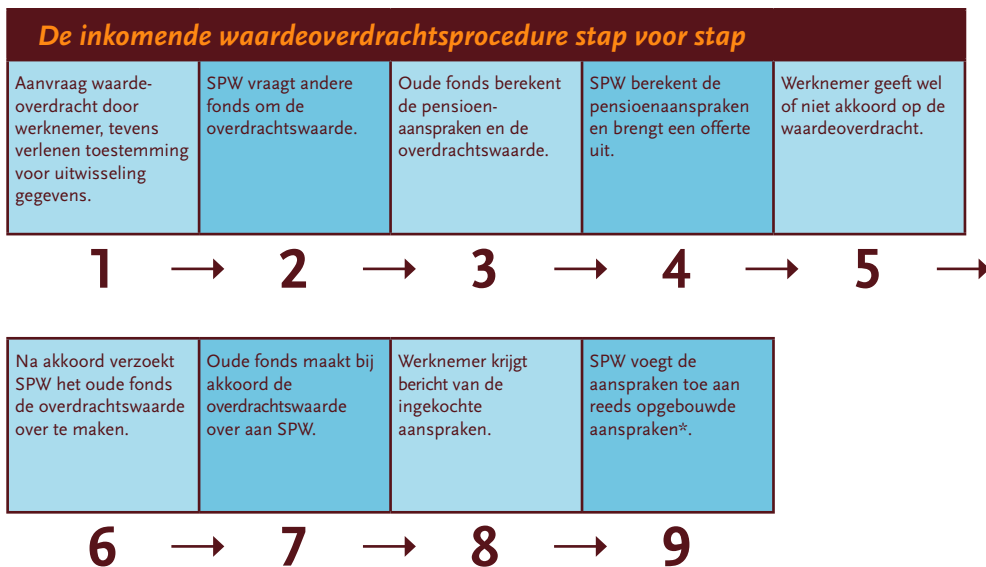 De inkomende waardeoverdrachtsprocedure stap voor stap
Aanvraag waarde-
overdracht door
werknemer, tevens
verlenen toestemming
voor uitwisseling
gegevens.
SPW vraagt andere
fonds om de
overdrachtswaarde.
Oude fonds berekent
de pensioen-
aanspraken en de
overdrachtswaarde.
SPW berekent de
pensioenaanspraken
en brengt een offerte
uit.
Werknemer geeft wel
of niet akkoord op de
waardeoverdracht.
1 → 2 → 3 → 4 → 5 →
Na akkoord verzoekt
SPW het oude fonds
de overdrachtswaarde
over te maken.
Oude fonds maakt bij
akkoord de
overdrachtswaarde
over aan SPW.
Werknemer krijgt
bericht van de
ingekochte
aanspraken.
SPW voegt de
aanspraken toe aan
reeds opgebouwde
aanspraken*.
6 → 7 → 8 → 9